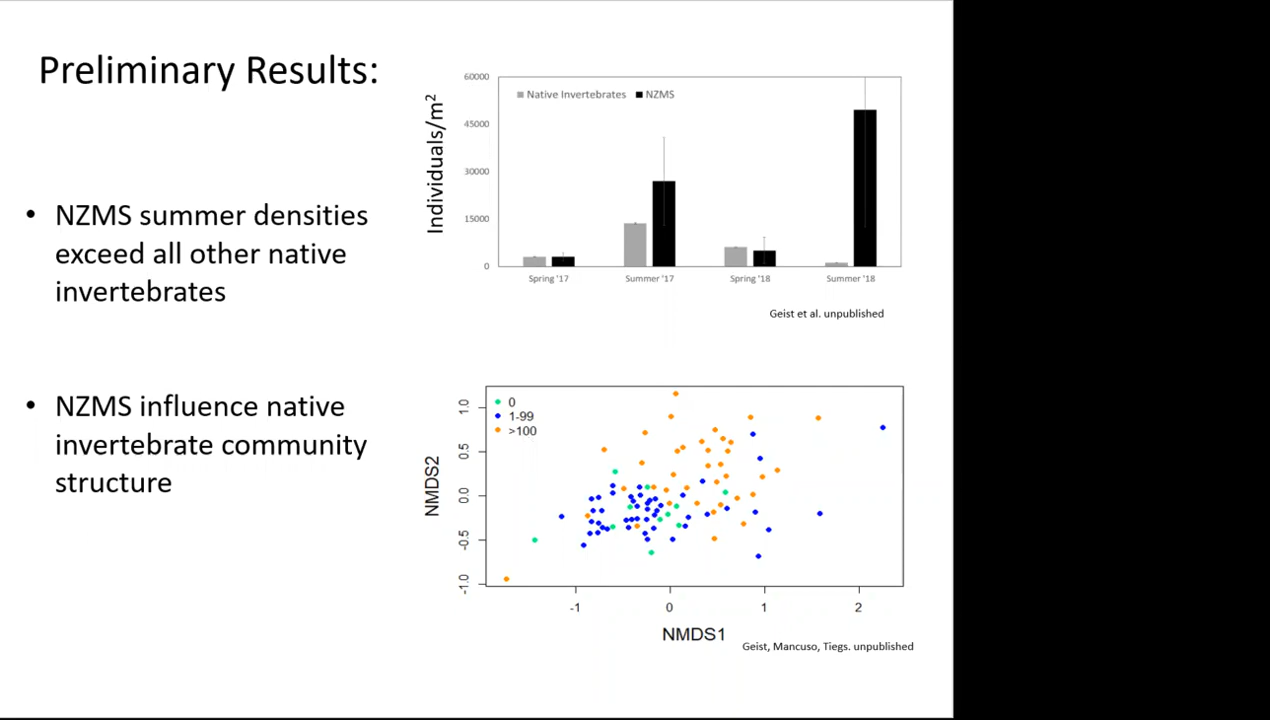 Preliminary Results:
• NZMS summer densities
exceed all other native
invertebrates
• NZMS influence native
invertebrate community
structure
Individuals/m²
60000
45000
30000
15000
0
Native Invertebrates
NZMS
Spring '17
Summer '17
Spring '18
Summer '18
Geist et al. unpublished
NMDS2
1.0
0.5
0.0
-0.5
-1.0
0
1-99
>100
-1
0
1
2
NMDS1
Geist, Mancuso, Tiegs. unpublished